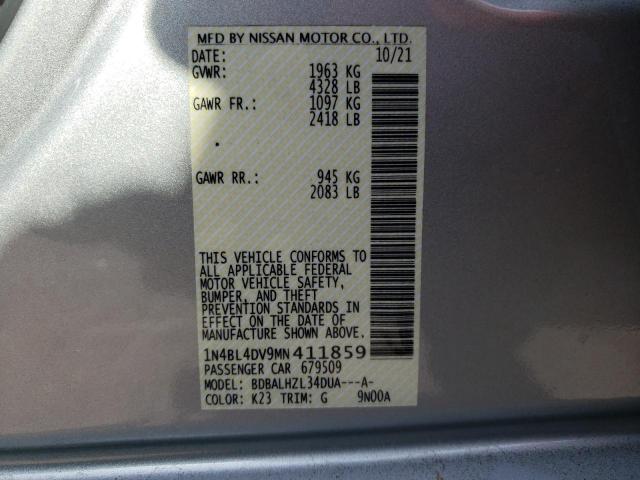 MFD BY NISSAN MOTOR CO., LTD.
DATE: 10/21
GVWR: 1963 KG
4328 LB
GAWR FR.: 1097 KG
2418 LB
GAWR RR.: 945 KG
2083 LB
THIS VEHICLE CONFORMS TO
ALL APPLICABLE FEDERAL
MOTOR VEHICLE SAFETY,
BUMPER, AND THEFT
PREVENTION STANDARDS IN
EFFECT ON THE DATE OF
MANUFACTURE SHOWN ABOVE.
1N4BL4DV9MN411859
PASSENGER CAR 679509
MODEL: BDBALHZL34DUA---A-
COLOR: K23 TRIM: G 9N00A